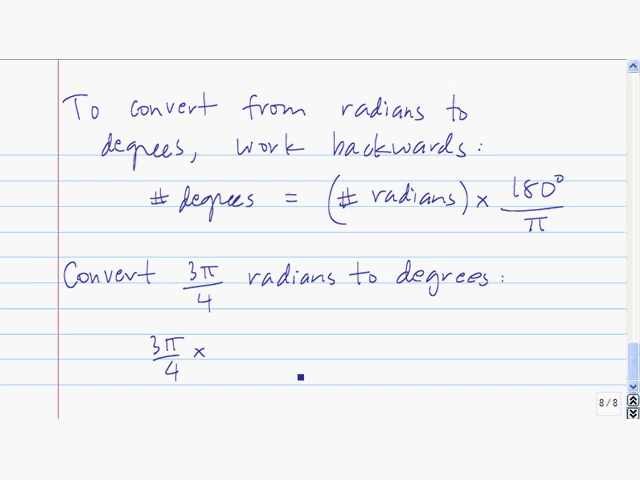 To convert from radians to
degrees, work backwards:
# degrees = (# radians) × 180°/π
Convert 3π/4 radians to degrees:
3π/4 ×
8/8